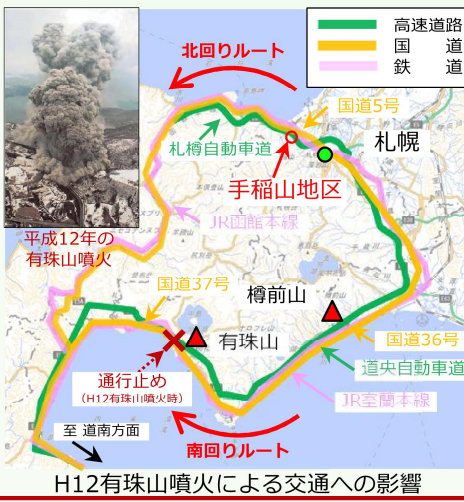 高速道路
国　　道
鉄　　道
北回りルート
国道5号
札樽自動車道
札幌
手稲山地区
JR函館本線
平成12年の
有珠山噴火
国道37号
樽前山
有珠山
国道36号
通行止め
（H12有珠山噴火時）
道央自動車道
JR室蘭本線
至 道南方面
南回りルート
H12有珠山噴火による交通への影響